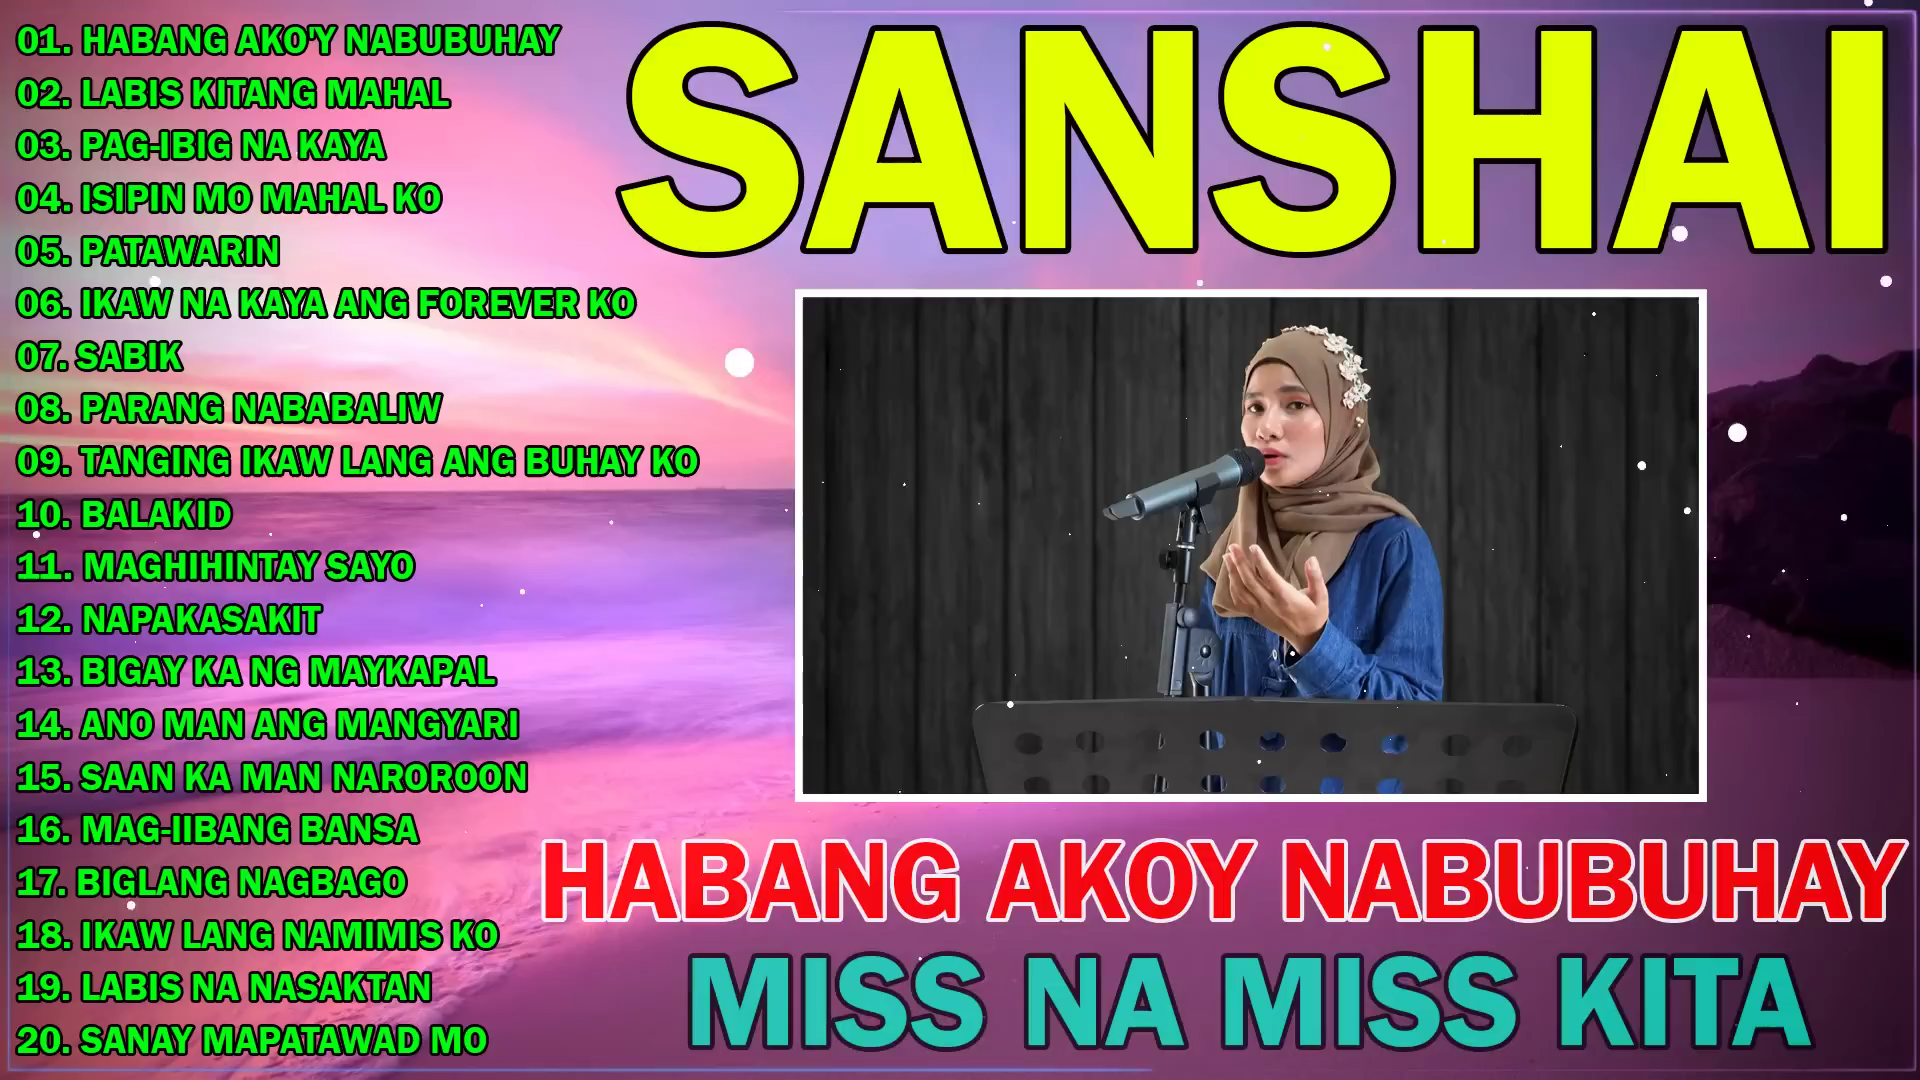 01. HABANG AKO'Y NABUBUHAY
02. LABIS KITANG MAHAL
03. PAG-IBIG NA KAYA
04. ISIPIN MO MAHAL KO
05. PATAWARIN
06. IKAW NA KAYA ANG FOREVER KO
07. SABIK
08. PARANG NABABALIW
09. TANGING IKAW LANG ANG BUHAY KO
10. BALAKID
11. MAGHIHINTAY SAYO
12. NAPAKASAKIT
13. BIGAY KA NG MAYKAPAL
14. ANO MAN ANG MANGYARI
15. SAAN KA MAN NAROROON
16. MAG-IIBANG BANSA
17. BIGLANG NAGBAGO
18. IKAW LANG NAMIMIS KO
19. LABIS NA NASAKTAN
20. SANAY MAPATAWAD MO
SANSHAI
HABANG AKOY NABUBUHAY
MISS NA MISS KITA